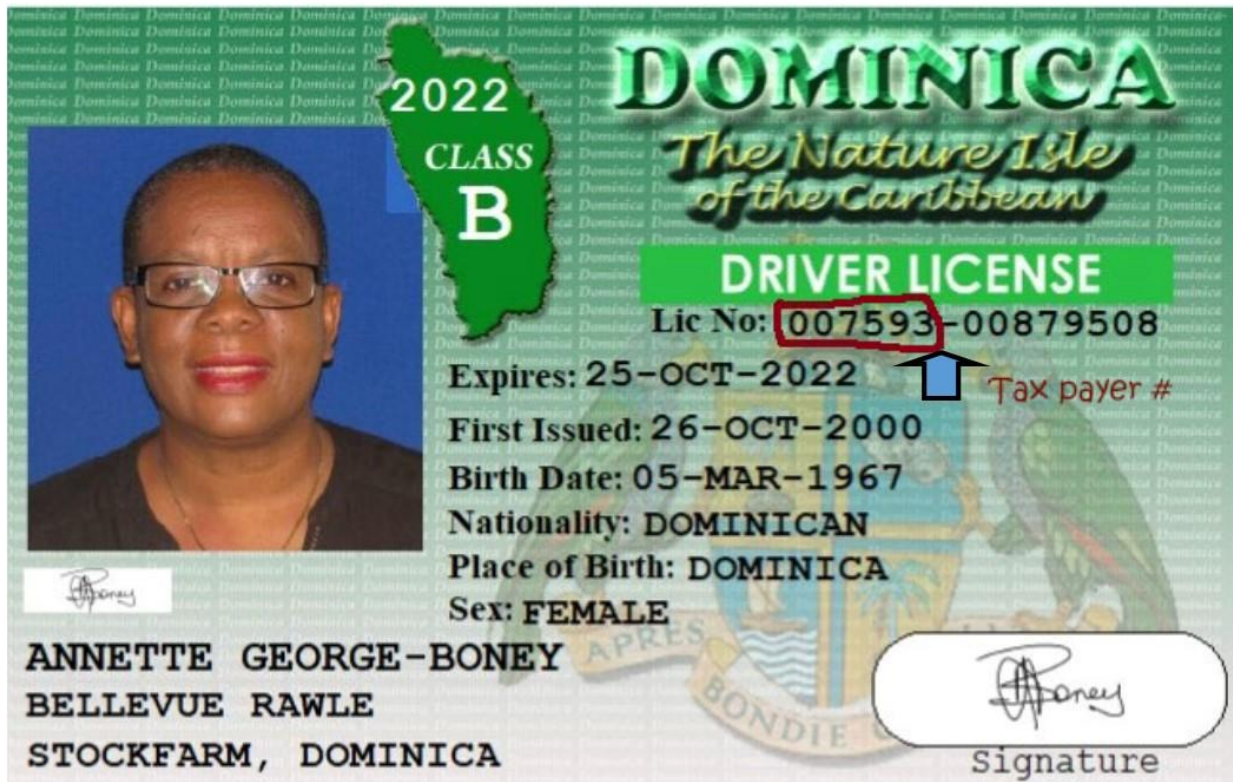 2022
CLASS
B
DOMINICA
The Nature Isle
of the Caribbean
DRIVER LICENSE
Lic No: 007593-00879508
Tax payer #
Expires: 25-OCT-2022
First Issued: 26-OCT-2000
Birth Date: 05-MAR-1967
Nationality: DOMINICAN
Place of Birth: DOMINICA
Sex: FEMALE
ANNETTE GEORGE-BONEY
BELLEVUE RAWLE
STOCKFARM, DOMINICA
APRES BONDIE
Boney
Signature